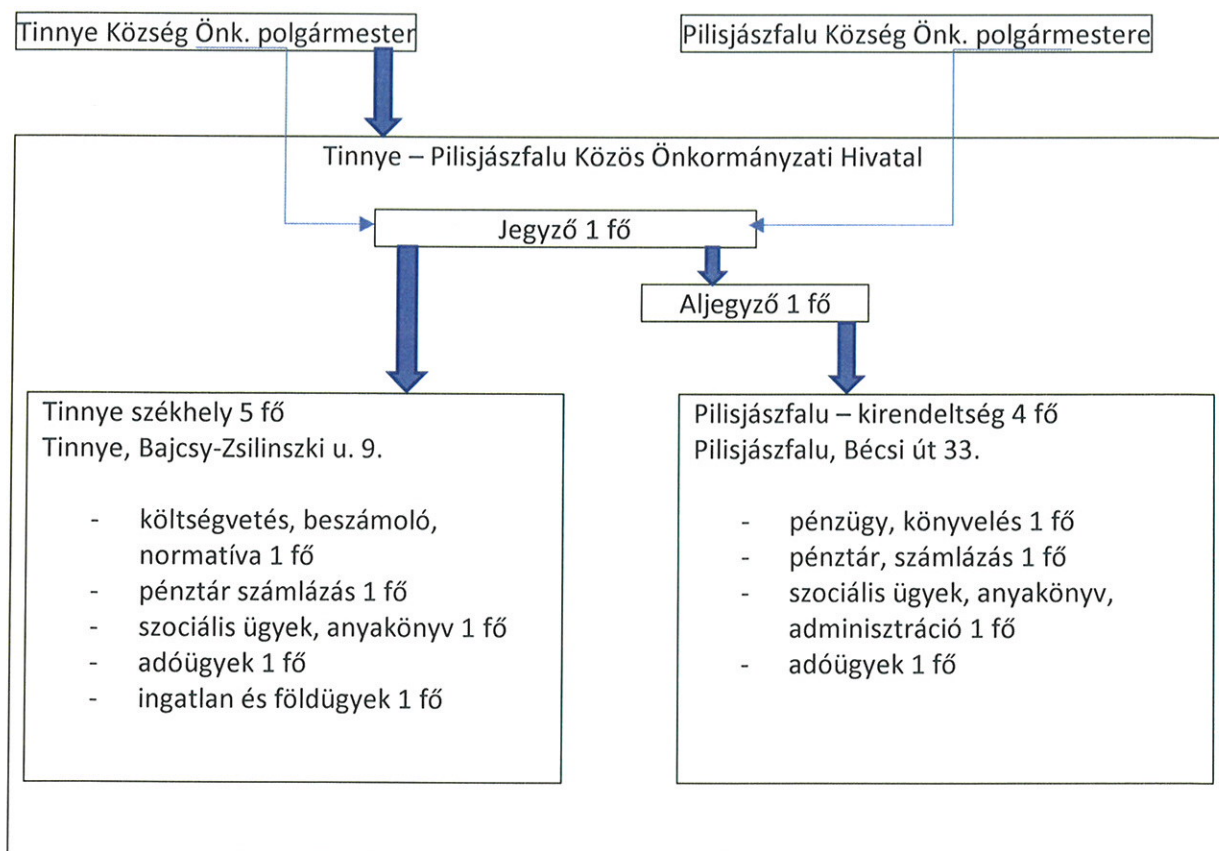 Tinnye Község Önk. polgármester
Pilisjászfalu Község Önk. polgármestere
Tinnye – Pilisjászfalu Közös Önkormányzati Hivatal
Jegyző 1 fő
Aljegyző 1 fő
Tinnye székhely 5 fő
Tinnye, Bajcsy-Zsilinszki u. 9.
- költségvetés, beszámoló,
normatíva 1 fő
- pénztár számlázás 1 fő
- szociális ügyek, anyakönyv 1 fő
- adóügyek 1 fő
- ingatlan és földügyek 1 fő
Pilisjászfalu – kirendeltség 4 fő
Pilisjászfalu, Bécsi út 33.
- pénzügy, könyvelés 1 fő
- pénztár, számlázás 1 fő
- szociális ügyek, anyakönyv,
adminisztráció 1 fő
- adóügyek 1 fő